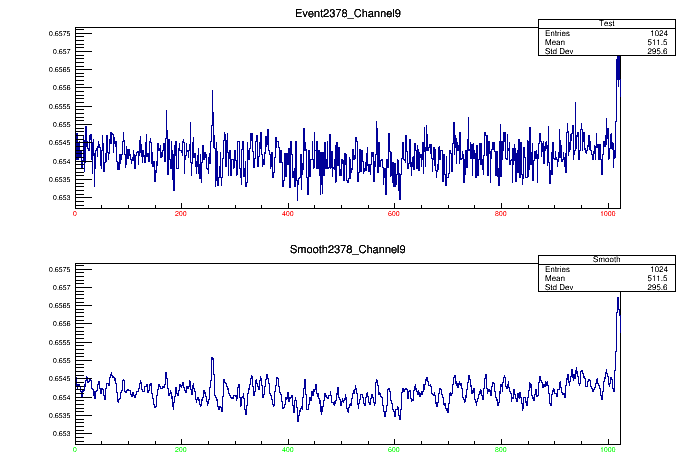 Event2378_Channel9
Test
Entries 1024
Mean 511.5
Std Dev 295.6
0.6575
0.657
0.6565
0.656
0.6555
0.655
0.6545
0.654
0.6535
0.653
0 200 400 600 800 1000
Smooth2378_Channel9
Smooth
Entries 1024
Mean 511.5
Std Dev 295.6
0.6575
0.657
0.6565
0.656
0.6555
0.655
0.6545
0.654
0.6535
0.653
0 200 400 600 800 1000